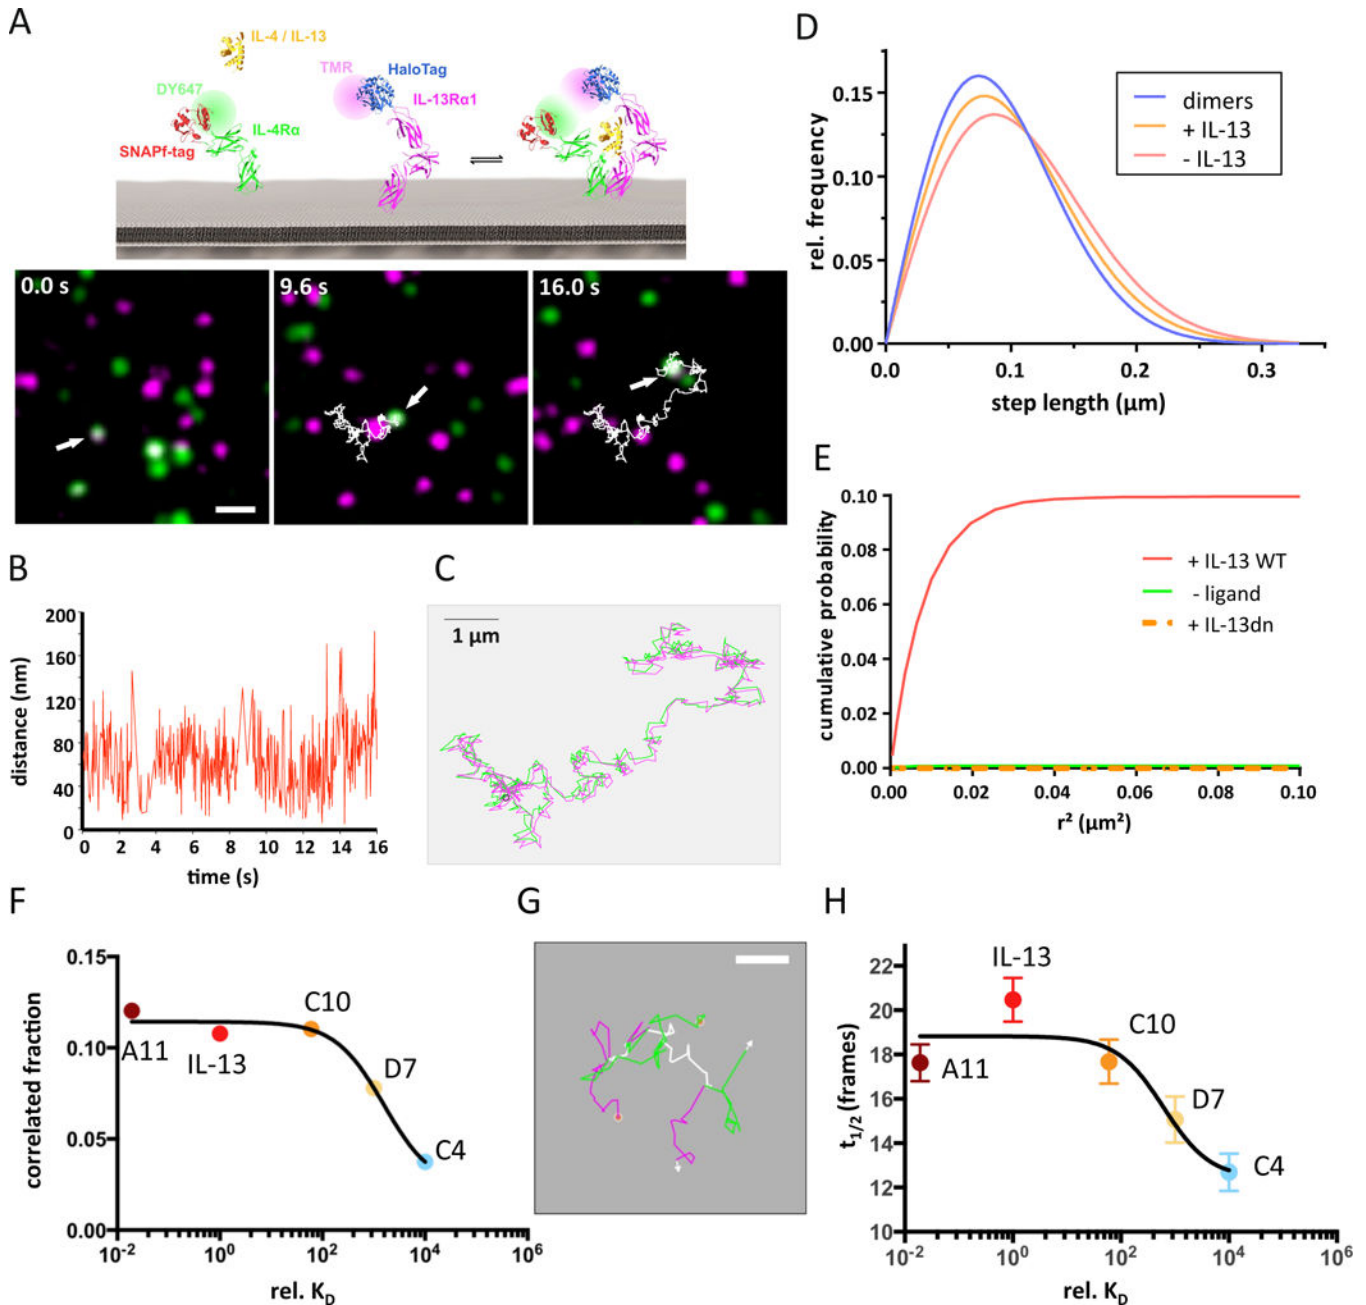 A
IL-4 / IL-13
TMR
HaloTag
DY647
IL-13Rα1
IL-4Rα
SNAPf-tag
0.0 s
9.6 s
16.0 s
B
distance (nm)
200
160
120
80
40
0
0 2 4 6 8 10 12 14 16
time (s)
C
1 µm
D
rel. frequency
0.15
0.10
0.05
0.00
0.0 0.1 0.2 0.3
step length (µm)
dimers
+ IL-13
- IL-13
E
cumulative probability
0.10
0.08
0.06
0.04
0.02
0.00
0.00 0.02 0.04 0.06 0.08 0.10
r² (µm²)
+ IL-13 WT
- ligand
+ IL-13dn
F
correlated fraction
0.15
0.10
0.05
0.00
10⁻² 10⁰ 10² 10⁴ 10⁶
rel. K_D
A11
IL-13
C10
D7
C4
G
H
t₁/₂ (frames)
22
20
18
16
14
12
10
10⁻² 10⁰ 10² 10⁴ 10⁶
rel. K_D
IL-13
A11
C10
D7
C4